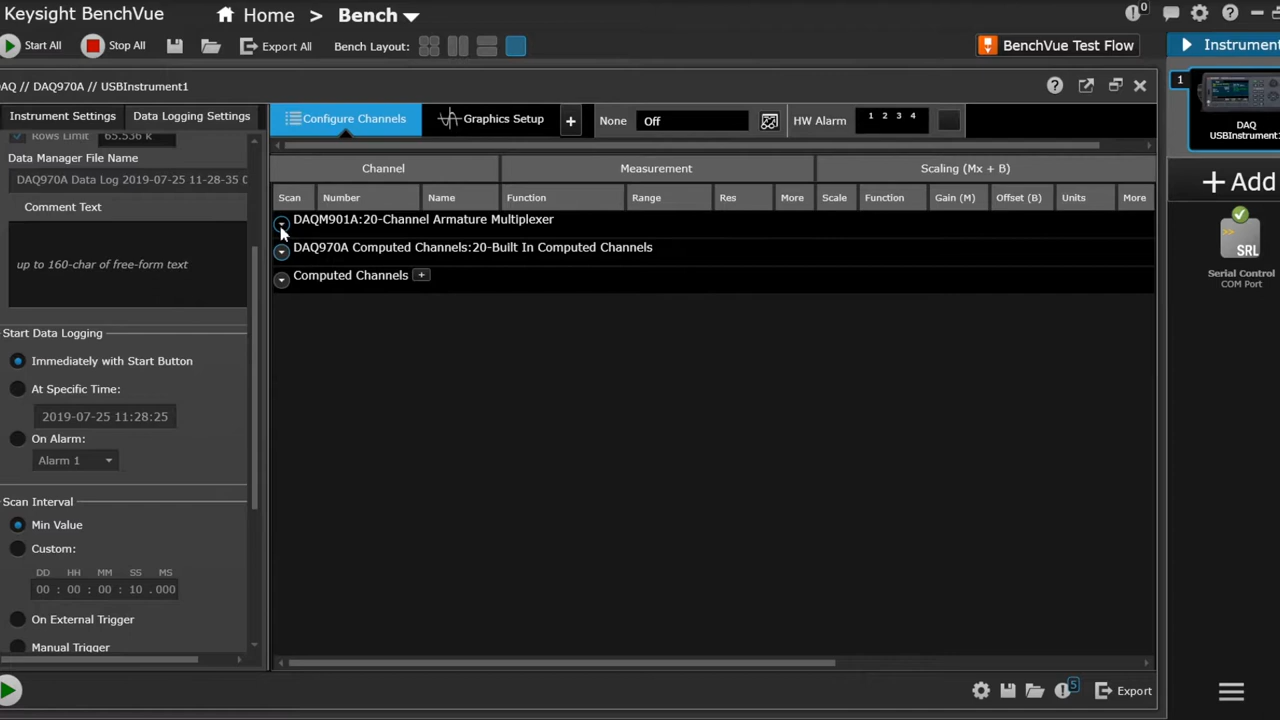 Keysight BenchVue
Home > Bench
0
Start All
Stop All
Export All
Bench Layout:
BenchVue Test Flow
Instrument
AQ // DAQ970A // USBInstrument1
1
Instrument Settings
Data Logging Settings
Configure Channels
Graphics Setup
+
None
Off
HW Alarm
1 2 3 4
DAQ
USBInstrument1
Rows Limit
65.536 k
Data Manager File Name
DAQ970A Data Log 2019-07-25 11-28-35 0
Comment Text
up to 160-char of free-form text
Channel
Measurement
Scaling (Mx + B)
Scan
Number
Name
Function
Range
Res
More
Scale
Function
Gain (M)
Offset (B)
Units
More
DAQM901A:20-Channel Armature Multiplexer
DAQ970A Computed Channels:20-Built In Computed Channels
Computed Channels +
+ Add
SRL
Serial Control
COM Port
Start Data Logging
Immediately with Start Button
At Specific Time:
2019-07-25 11:28:25
On Alarm:
Alarm 1
Scan Interval
Min Value
Custom:
DD HH MM SS MS
00 : 00 : 00 : 10 .000
On External Trigger
Manual Trigger
5
Export